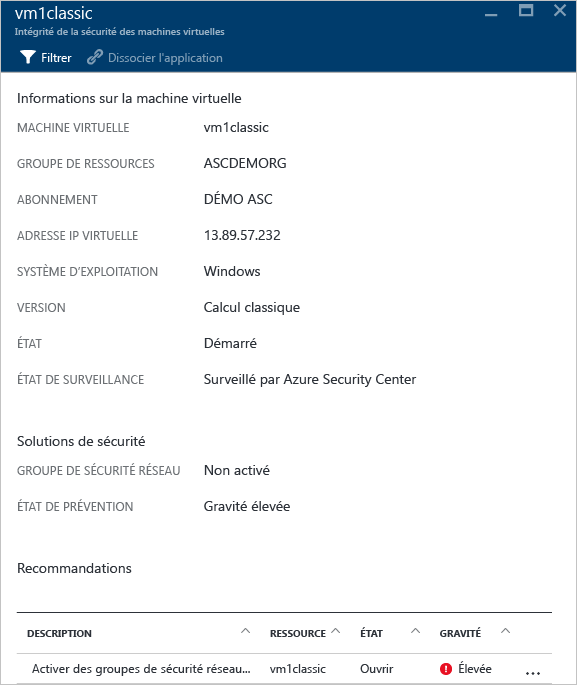 vm1classic
Intégrité de la sécurité des machines virtuelles
Filtrer Dissocier l'application
Informations sur la machine virtuelle
MACHINE VIRTUELLE vm1classic
GROUPE DE RESSOURCES ASCDEMORG
ABONNEMENT DÉMO ASC
ADRESSE IP VIRTUELLE 13.89.57.232
SYSTÈME D'EXPLOITATION Windows
VERSION Calcul classique
ÉTAT Démarré
ÉTAT DE SURVEILLANCE Surveillé par Azure Security Center
Solutions de sécurité
GROUPE DE SÉCURITÉ RÉSEAU Non activé
ÉTAT DE PRÉVENTION Gravité élevée
Recommandations
DESCRIPTION RESSOURCE ÉTAT GRAVITÉ
Activer des groupes de sécurité réseau... vm1classic Ouvrir Élevée ...